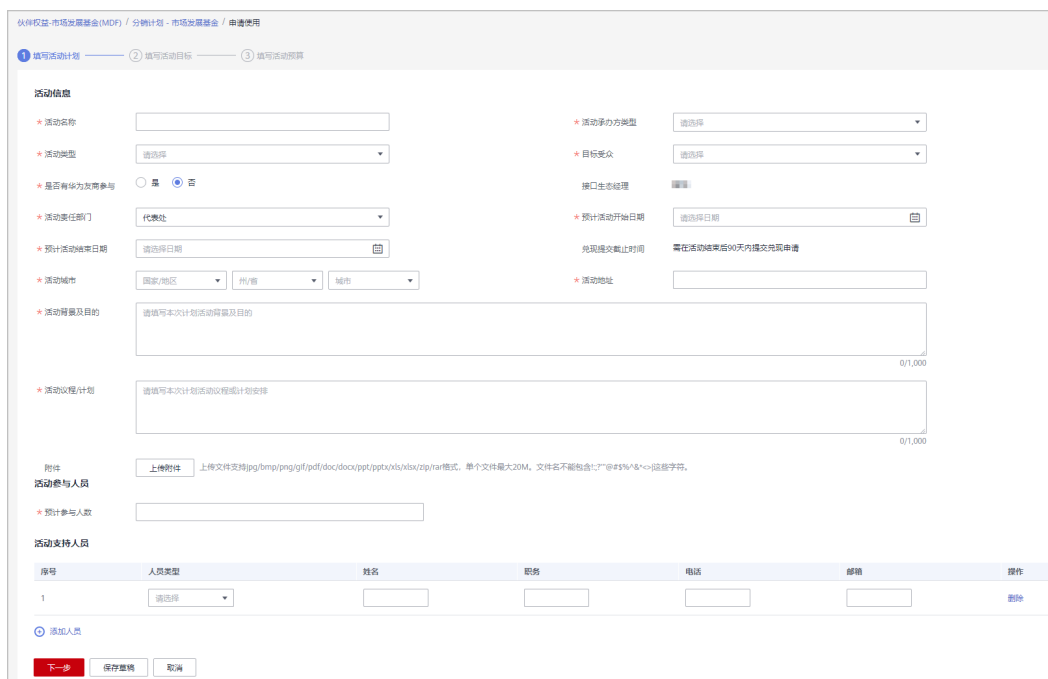 伙伴权益-市场发展基金(MDF) / 分销计划 - 市场发展基金 / 申请使用
1 填写活动计划 2 填写活动目标 3 填写活动预算
活动信息
* 活动名称 * 活动承办方类型 请选择
* 活动类型 请选择 * 目标受众 请选择
* 是否有华为友商参与 是 否 接口生态经理
* 活动责任部门 代表处 * 预计活动开始日期 请选择日期
* 预计活动结束日期 请选择日期 兑现提交截止时间 需在活动结束后90天内提交兑现申请
* 活动城市 国家/地区 州/省 城市 * 活动地址
* 活动背景及目的 请填写本次计划活动背景及目的
0/1,000
* 活动议程/计划 请填写本次计划活动议程或计划安排
0/1,000
附件 上传附件 上传文件支持jpg/bmp/png/gif/pdf/doc/docx/ppt/pptx/xls/xlsx/zip/rar格式，单个文件最大20M。文件名不能包含!:;?'"@#$%^&*<>|这些字符。
活动参与人员
* 预计参与人数
活动支持人员
序号 人员类型 姓名 职务 电话 邮箱 操作
1 请选择 删除
添加人员
下一步 保存草稿 取消